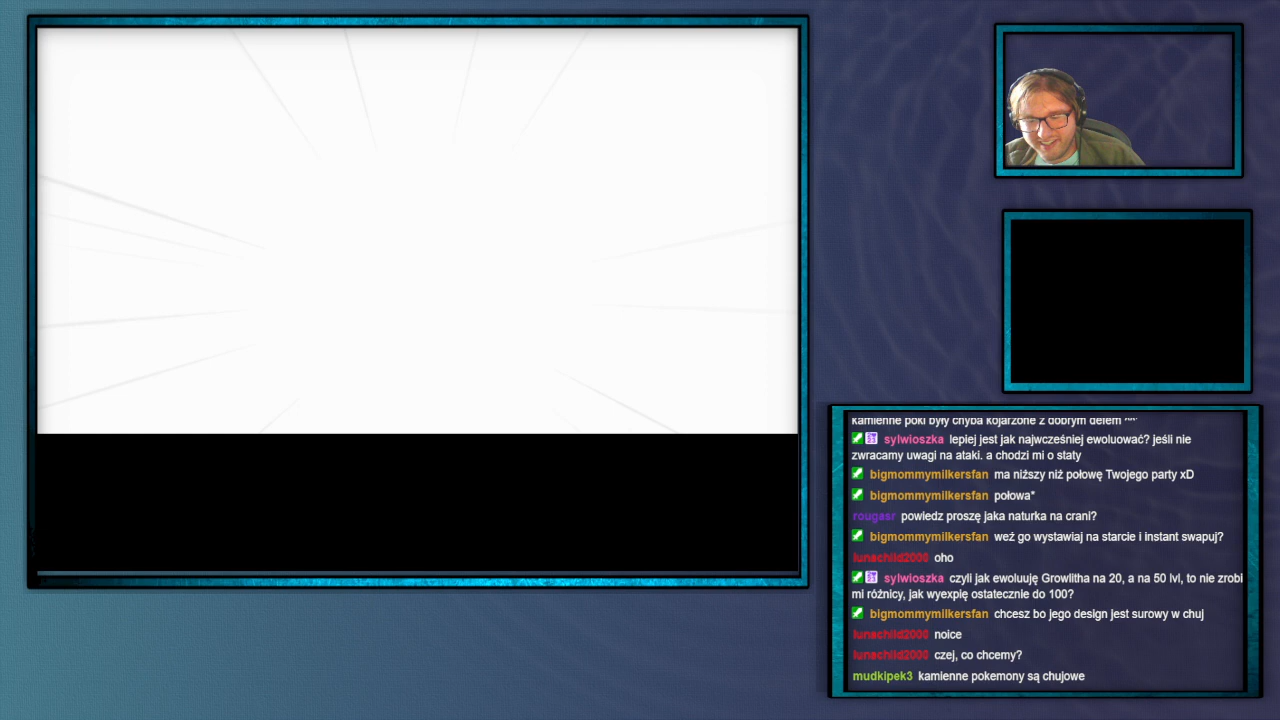 kamienne poki były chyba kojarzone z dobrym defem ^^'
sylwioszka lepiej jest jak najwcześniej ewoluować? jeśli nie
zwracamy uwagi na ataki. a chodzi mi o staty
bigmommymilkersfan ma niższy niż połowę Twojego party xD
bigmommymilkersfan połowa*
rougasr powiedz proszę jaka naturka na crani?
bigmommymilkersfan weź go wystawiaj na starcie i instant swapuj?
lunachild2000 oho
sylwioszka czyli jak ewoluuję Growlitha na 20, a na 50 lvl, to nie zrobi
mi różnicy, jak wyexpię ostatecznie do 100?
bigmommymilkersfan chcesz bo jego design jest surowy w chuj
lunachild2000 noice
lunachild2000 czej, co chcemy?
mudkipek3 kamienne pokemony są chujowe